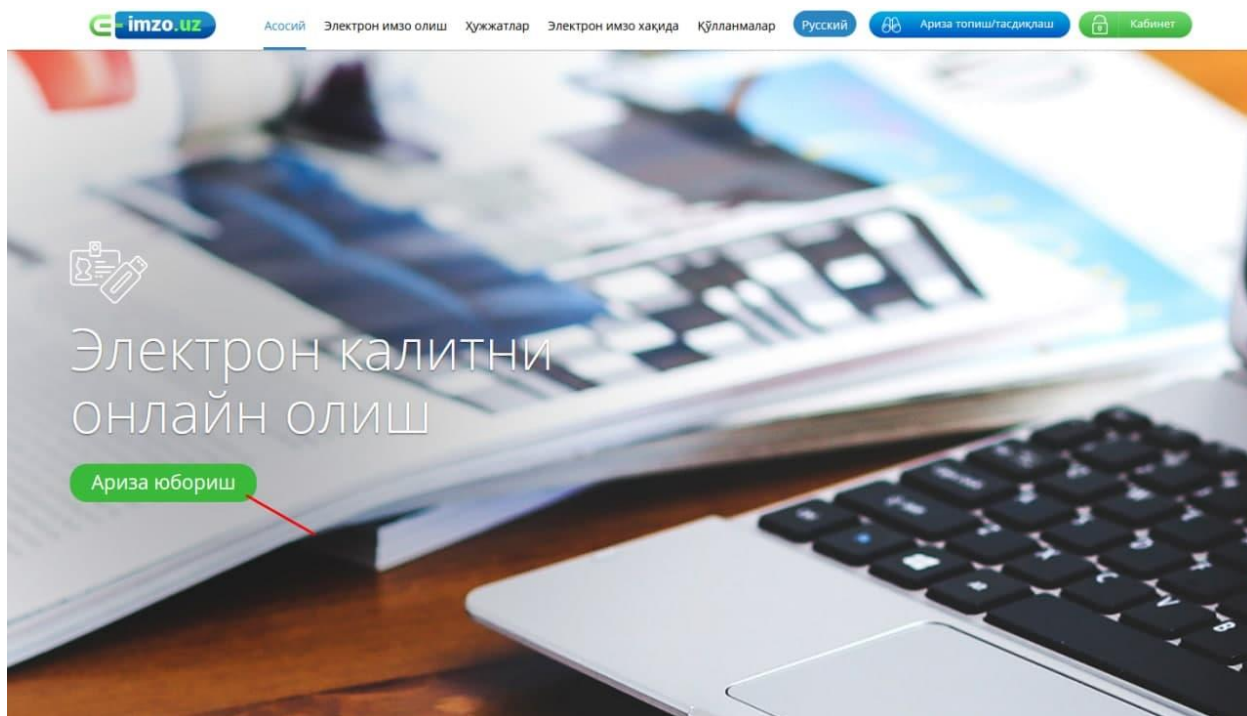 E-imzo.uz
Асосий Электрон имзо олиш Ҳужжатлар Электрон имзо хақида Қўлланмалар Русский Ариза топиш/тасдиқлаш Кабинет
Электрон калитни
онлайн олиш
Ариза юбориш